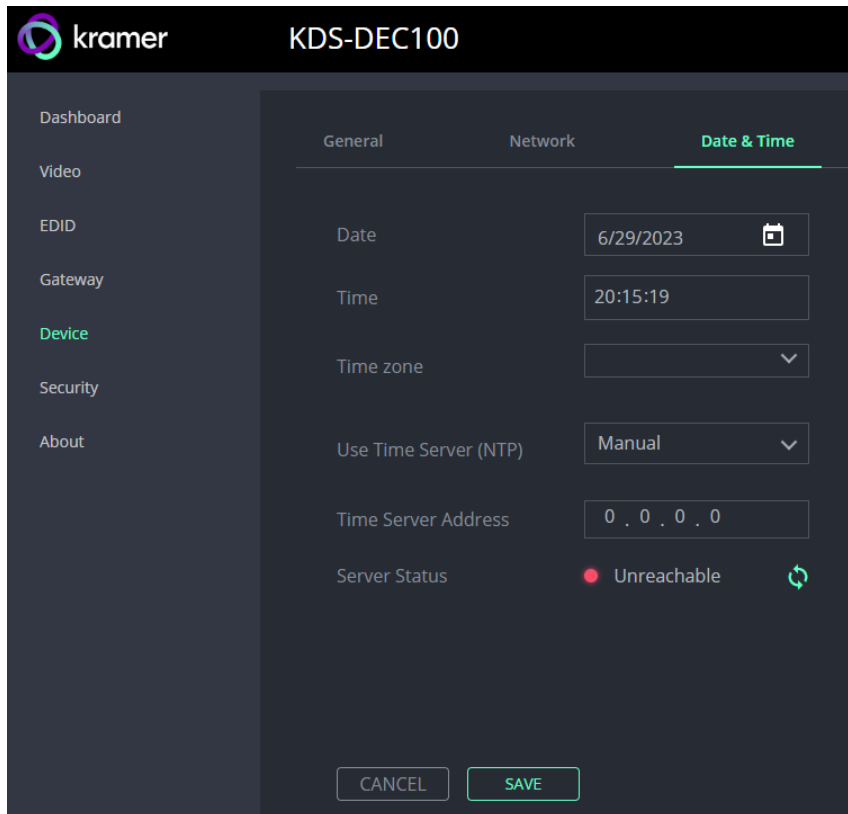 kramer KDS-DEC100
Dashboard
Video
EDID
Gateway
Device
Security
About
General Network Date & Time
Date 6/29/2023
Time 20:15:19
Time zone
Use Time Server (NTP) Manual
Time Server Address 0 . 0 . 0 . 0
Server Status Unreachable
CANCEL SAVE